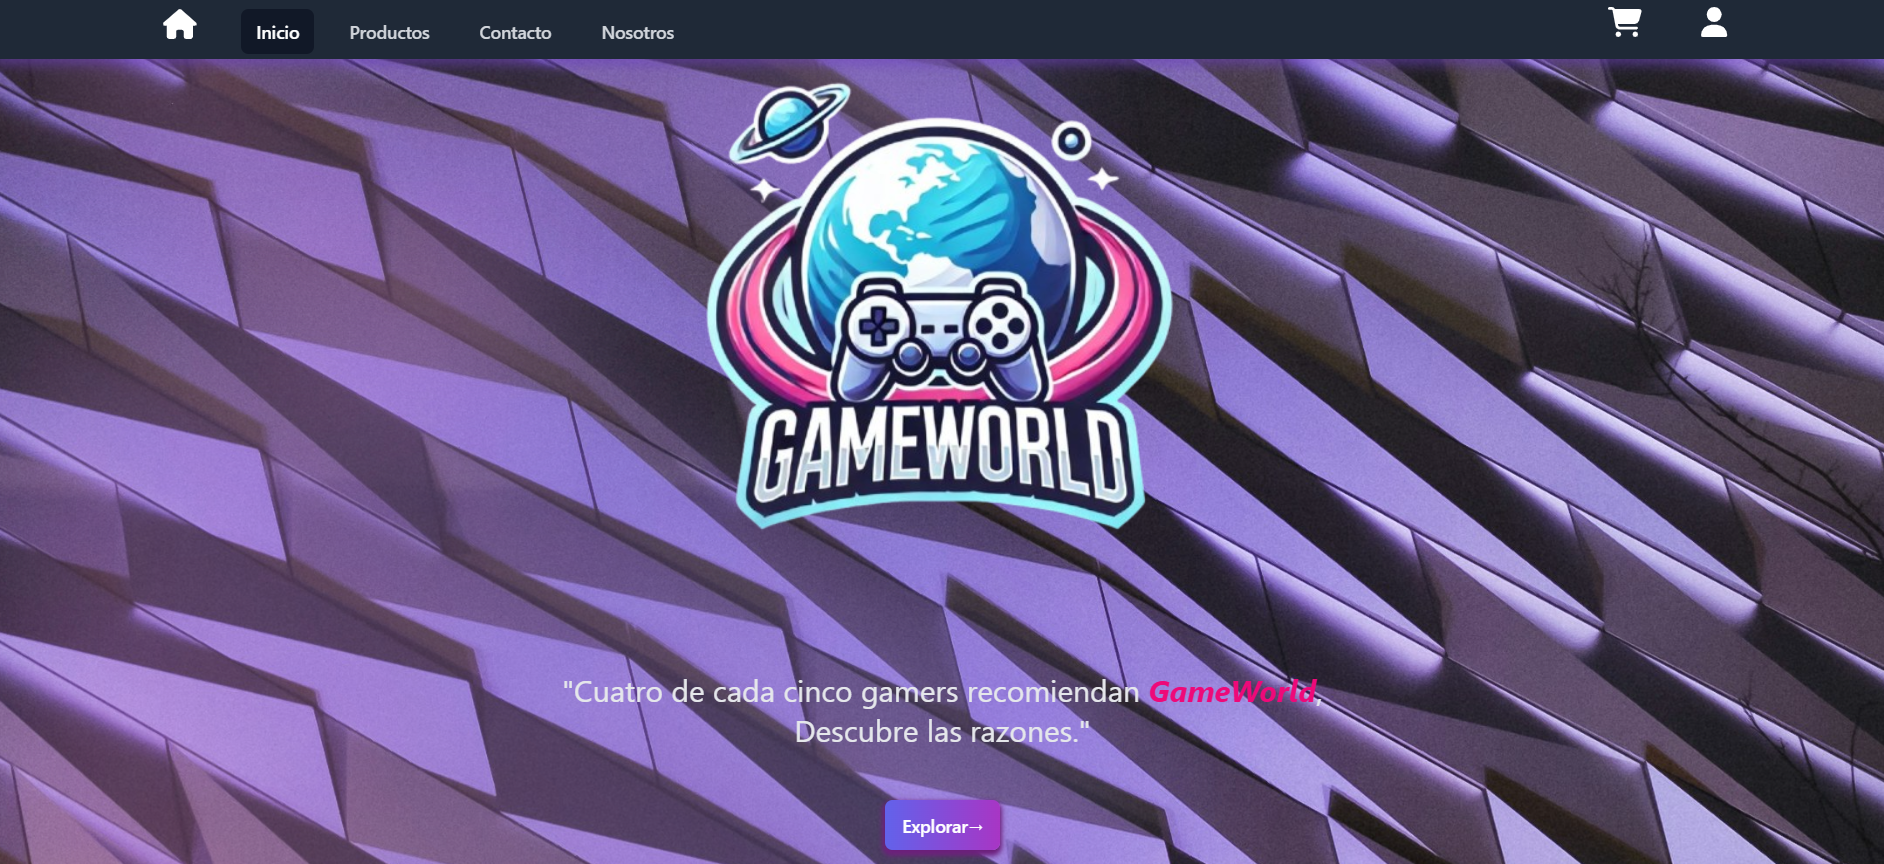 Inicio Productos Contacto Nosotros
GAMEWORLD
"Cuatro de cada cinco gamers recomiendan GameWorld,
Descubre las razones."
Explorar→